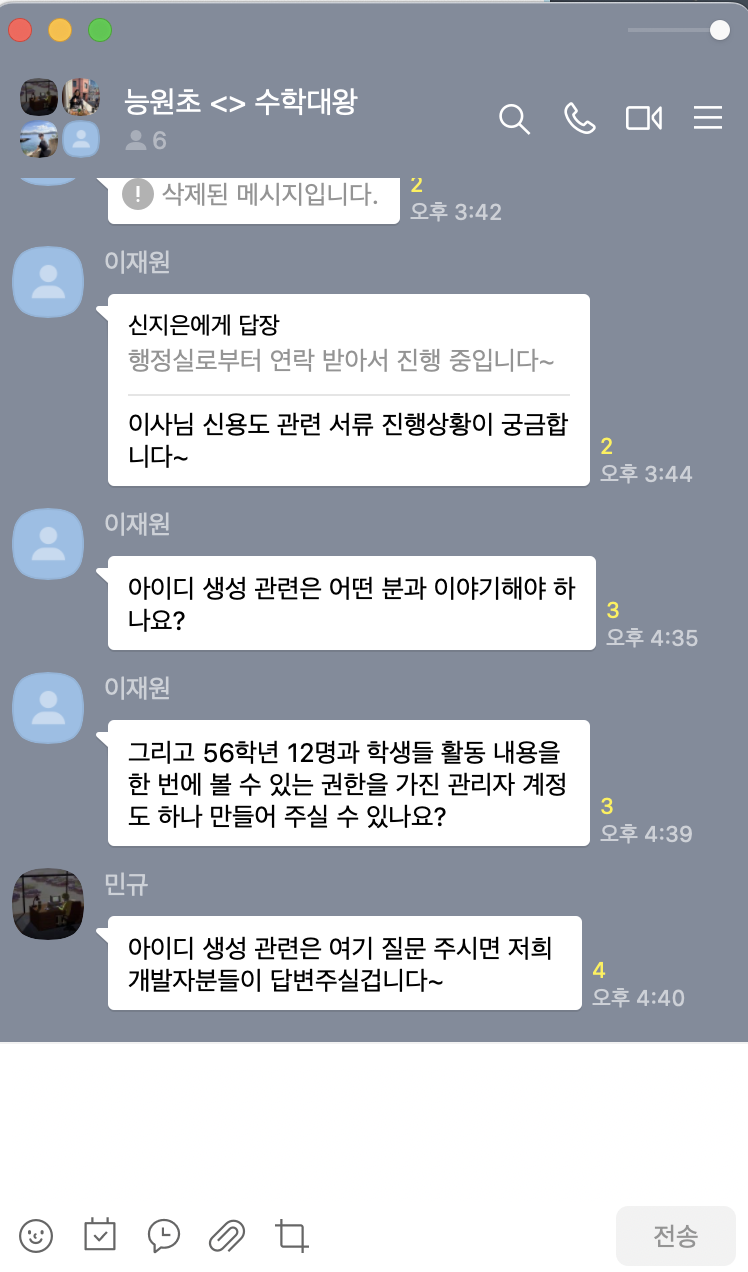 능원초 <> 수학대왕
6
삭제된 메시지입니다.
2
오후 3:42
이재원
신지은에게 답장
행정실로부터 연락 받아서 진행 중입니다~
이사님 신용도 관련 서류 진행상황이 궁금합
니다~
2
오후 3:44
이재원
아이디 생성 관련은 어떤 분과 이야기해야 하
나요?
3
오후 4:35
이재원
그리고 56학년 12명과 학생들 활동 내용을
한 번에 볼 수 있는 권한을 가진 관리자 계정
도 하나 만들어 주실 수 있나요?
3
오후 4:39
민규
아이디 생성 관련은 여기 질문 주시면 저희
개발자분들이 답변주실겁니다~
4
오후 4:40
전송